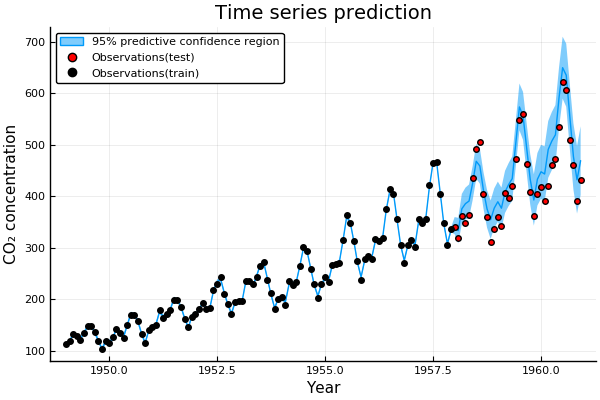 Time series prediction
95% predictive confidence region
Observations(test)
Observations(train)
CO₂ concentration
700
600
500
400
300
200
100
1950.0 1952.5 1955.0 1957.5 1960.0
Year